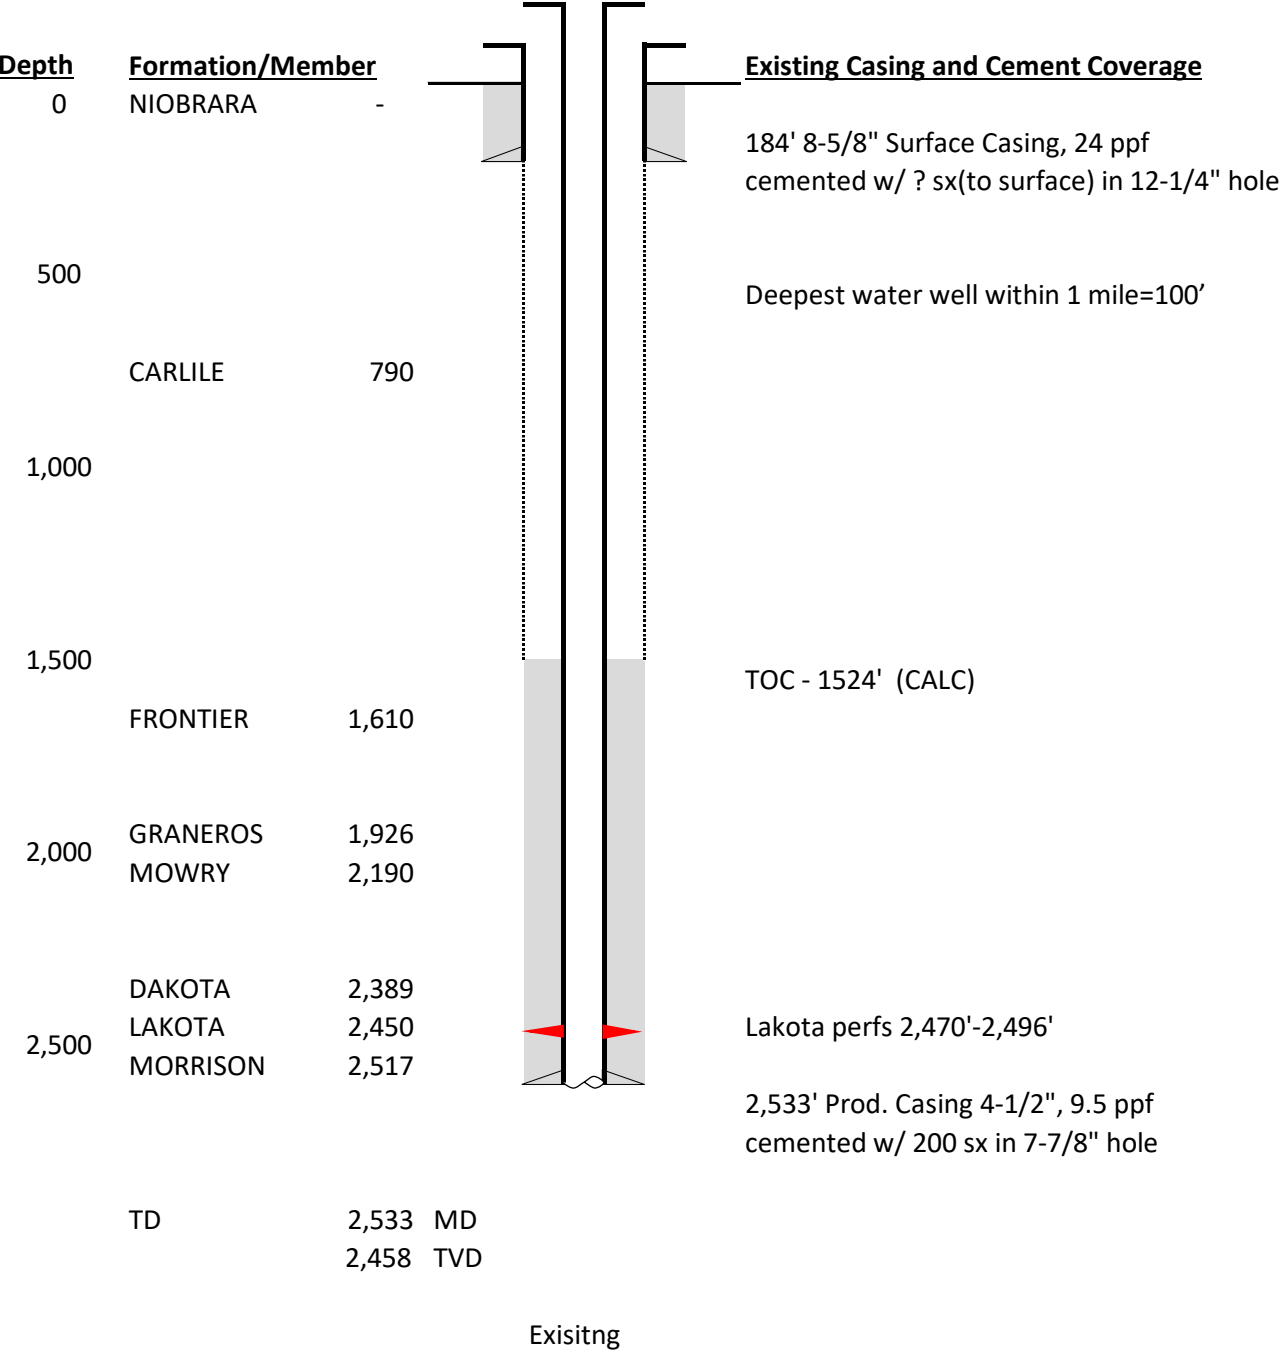 Depth Formation/Member Existing Casing and Cement Coverage
0 NIOBRARA -
184' 8-5/8" Surface Casing, 24 ppf
cemented w/ ? sx(to surface) in 12-1/4" hole
500
Deepest water well within 1 mile=100’
CARLILE 790
1,000
1,500
TOC - 1524' (CALC)
FRONTIER 1,610
GRANEROS 1,926
2,000
MOWRY 2,190
DAKOTA 2,389
LAKOTA 2,450 Lakota perfs 2,470'-2,496'
2,500
MORRISON 2,517
2,533' Prod. Casing 4-1/2", 9.5 ppf
cemented w/ 200 sx in 7-7/8" hole
TD 2,533 MD
2,458 TVD
Exisitng